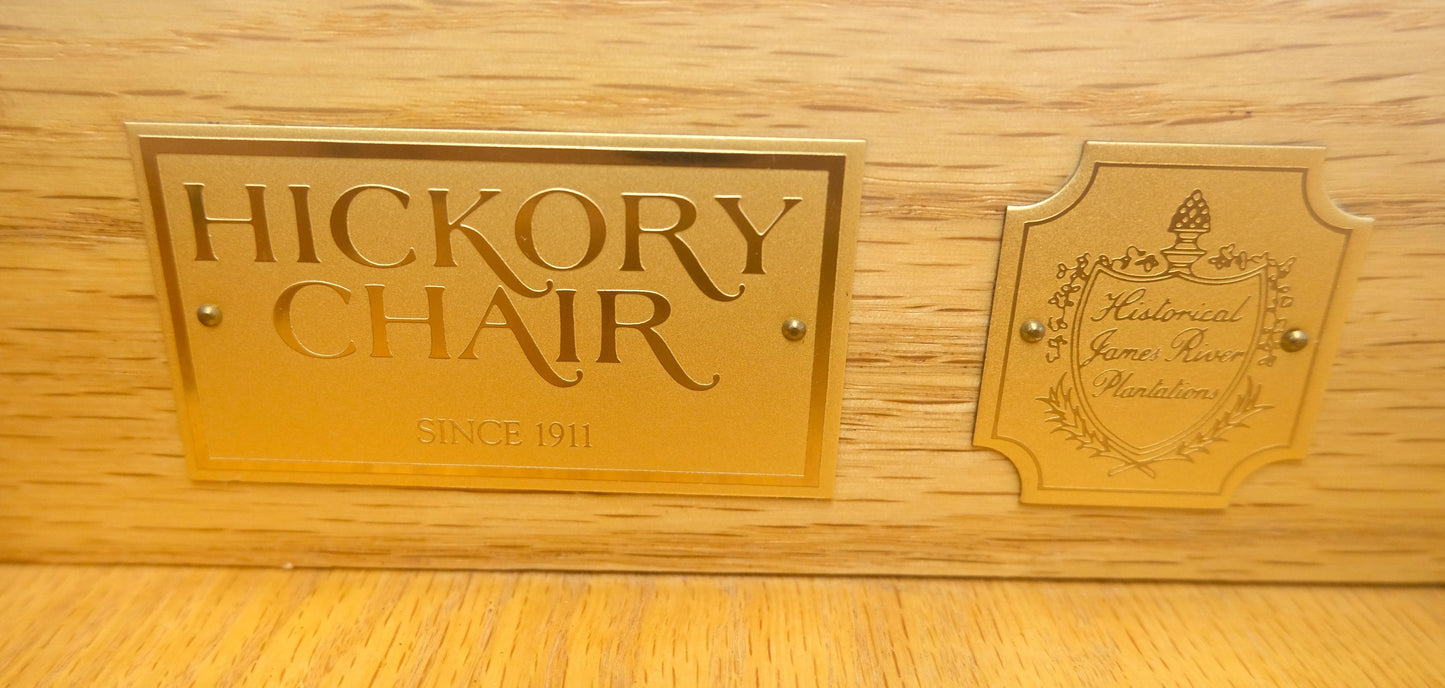 HICKORY
CHAIR
SINCE 1911
Historical
James River
Plantations